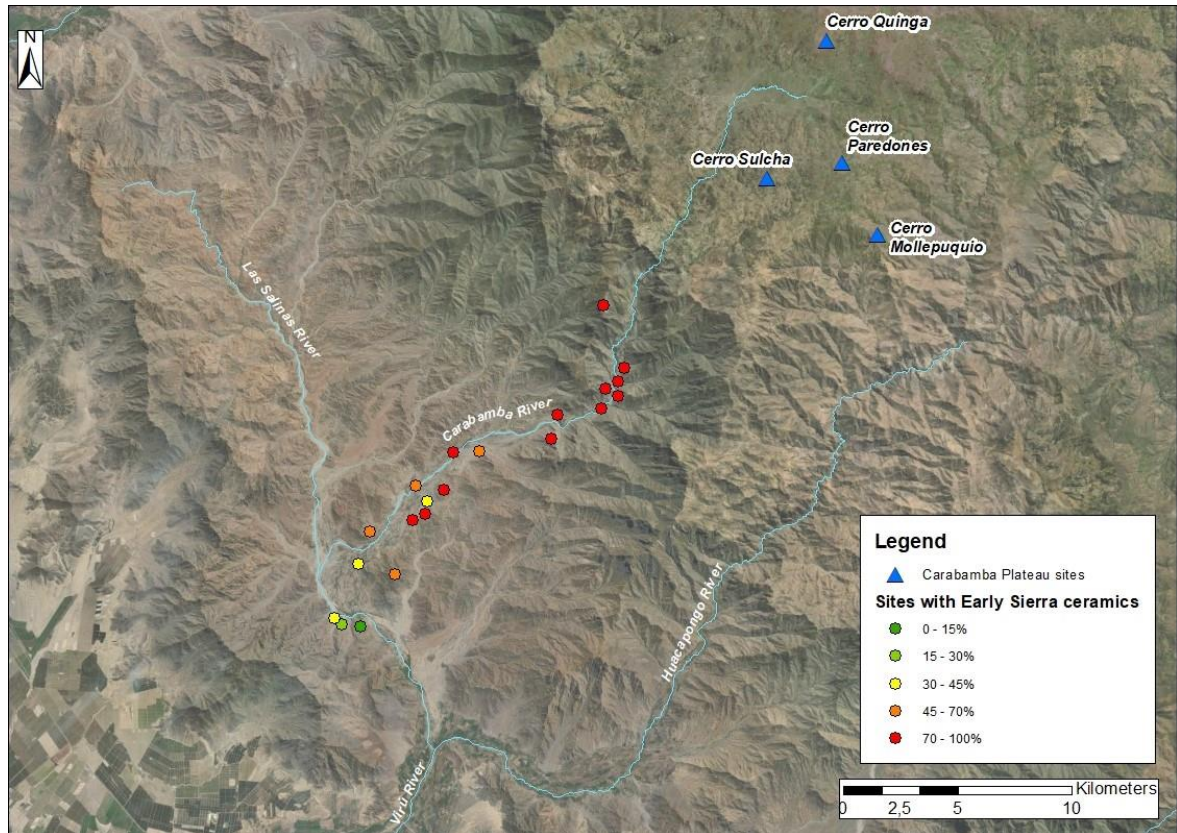 Cerro Quinga
N
Cerro
Paredones
Cerro Sulcha
Cerro
Mollepuquio
Las Salinas River
Carabamba River
Huacapongo River
Virú River
Legend
Carabamba Plateau sites
Sites with Early Sierra ceramics
0 - 15%
15 - 30%
30 - 45%
45 - 70%
70 - 100%
Kilometers
0 2,5 5 10